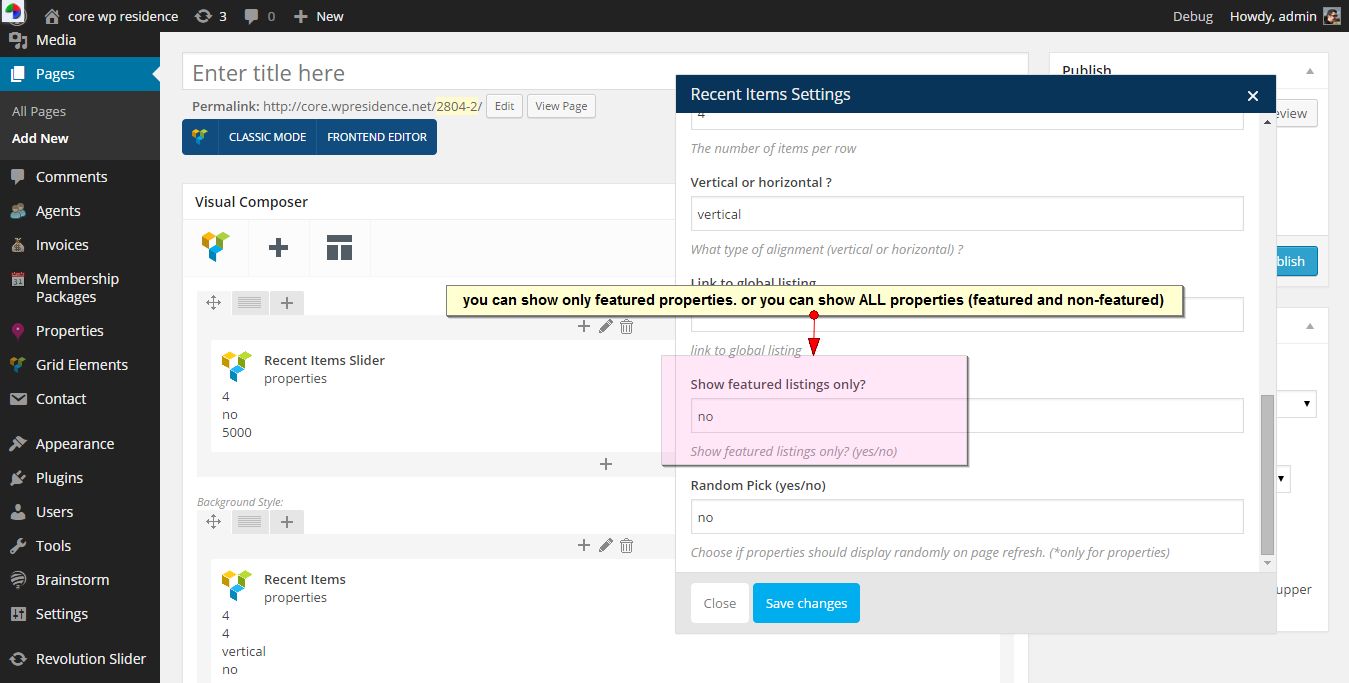 core wp residence
3
0
New
Debug
Howdy, admin
Media
Pages
All Pages
Add New
Comments
Agents
Invoices
Membership
Packages
Properties
Grid Elements
Contact
Appearance
Plugins
Users
Tools
Brainstorm
Settings
Revolution Slider
Enter title here
Permalink: http://core.wpresidence.net/2804-2/
Edit
View Page
CLASSIC MODE
FRONTEND EDITOR
Visual Composer
Recent Items Slider
properties
4
no
5000
Background Style:
Recent Items
properties
4
4
vertical
no
Publish
eview
blish
upper
Recent Items Settings
4
The number of items per row
Vertical or horizontal ?
vertical
What type of alignment (vertical or horizontal) ?
Link to global listing
you can show only featured properties. or you can show ALL properties (featured and non-featured)
link to global listing
Show featured listings only?
no
Show featured listings only? (yes/no)
Random Pick (yes/no)
no
Choose if properties should display randomly on page refresh. (*only for properties)
Close
Save changes